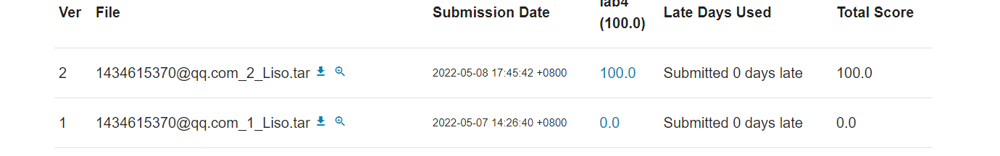 lab4
Ver File Submission Date (100.0) Late Days Used Total Score
2 1434615370@qq.com_2_Liso.tar 2022-05-08 17:45:42 +0800 100.0 Submitted 0 days late 100.0
1 1434615370@qq.com_1_Liso.tar 2022-05-07 14:26:40 +0800 0.0 Submitted 0 days late 0.0